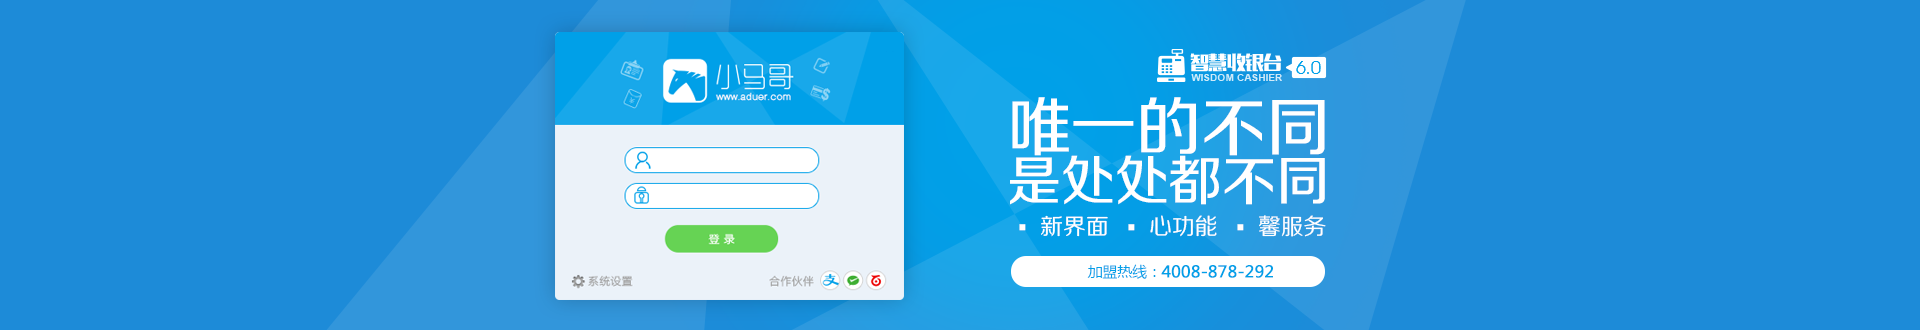 小马哥
www.aduer.com
登录
系统设置
合作伙伴
智慧收银台 6.0
WISDOM CASHIER
唯一的不同
是处处都不同
▪ 新界面 ▪ 心功能 ▪ 馨服务
加盟热线：4008-878-292